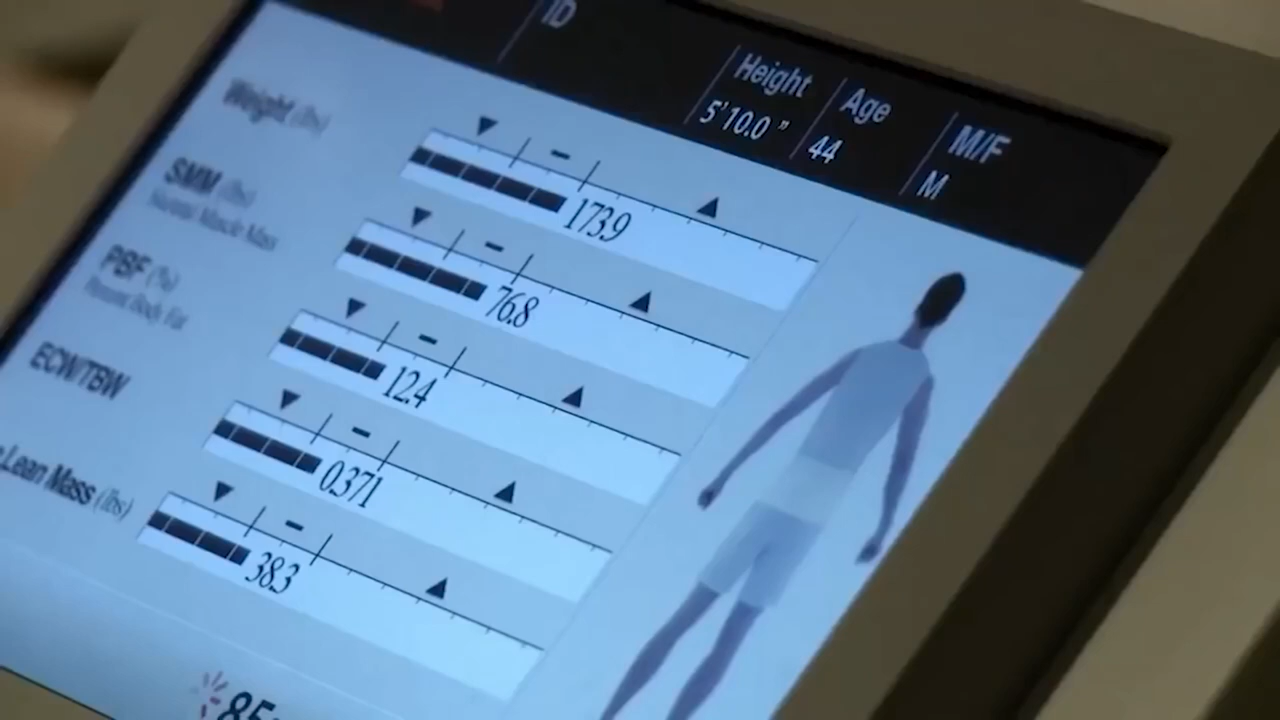 ID
Height
5'10.0 "
Age
44
M/F
M
Weight (lbs)
173.9
SMM (lbs)
Muscle Mass
76.8
PBF (%)
Percent Body Fat
12.4
ECW/TBW
0.371
Lean Mass (lbs)
38.3